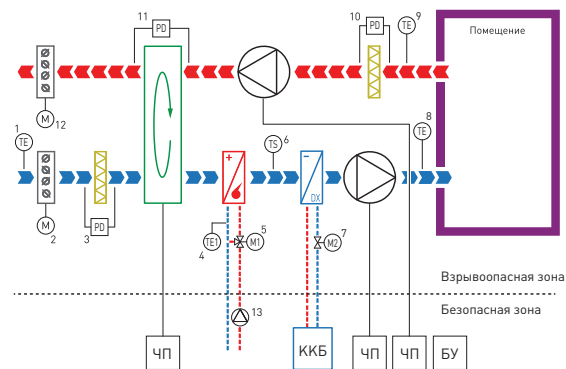 11
PD
10
PD
9
TE
Помещение
M
12
8
TE
1
TE
6
TS
+
–
DX
M
2
PD
3
TE1
4
5
M1
7
M2
Взрывоопасная зона
Безопасная зона
13
ЧП
ККБ
ЧП
ЧП
БУ